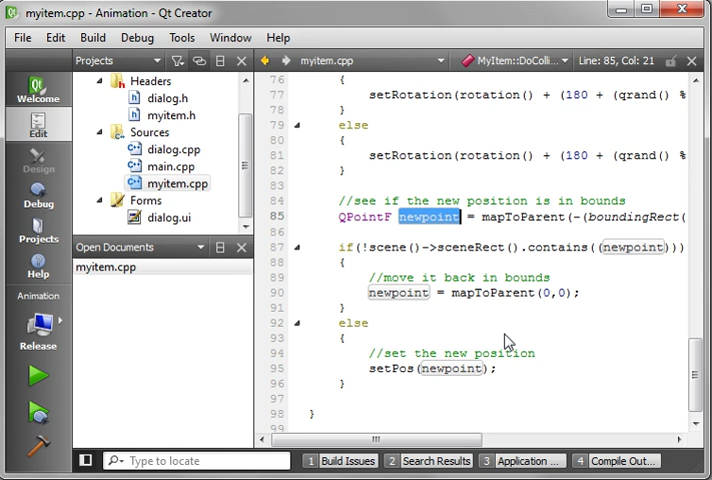 myitem.cpp - Animation - Qt Creator
File Edit Build Debug Tools Window Help
Projects
myitem.cpp
MyItem::DoColli...
Line: 85, Col: 21
Welcome
Edit
Design
Debug
Projects
Help
Animation
Release
Headers
dialog.h
myitem.h
Sources
dialog.cpp
main.cpp
myitem.cpp
Forms
dialog.ui
Open Documents
myitem.cpp
76 {
77 setRotation(rotation() + (180 + (qrand() %
78 }
79 else
80 {
81 setRotation(rotation() + (180 + (qrand() %
82 }
83
84 //see if the new position is in bounds
85 QPointF newpoint = mapToParent(-(boundingRect(
86
87 if(!scene()->sceneRect().contains((newpoint)))
88 {
89 //move it back in bounds
90 newpoint = mapToParent(0,0);
91 }
92 else
93 {
94 //set the new position
95 setPos(newpoint);
96 }
97
98 }
99
Type to locate
1 Build Issues 2 Search Results 3 Application ... 4 Compile Out...